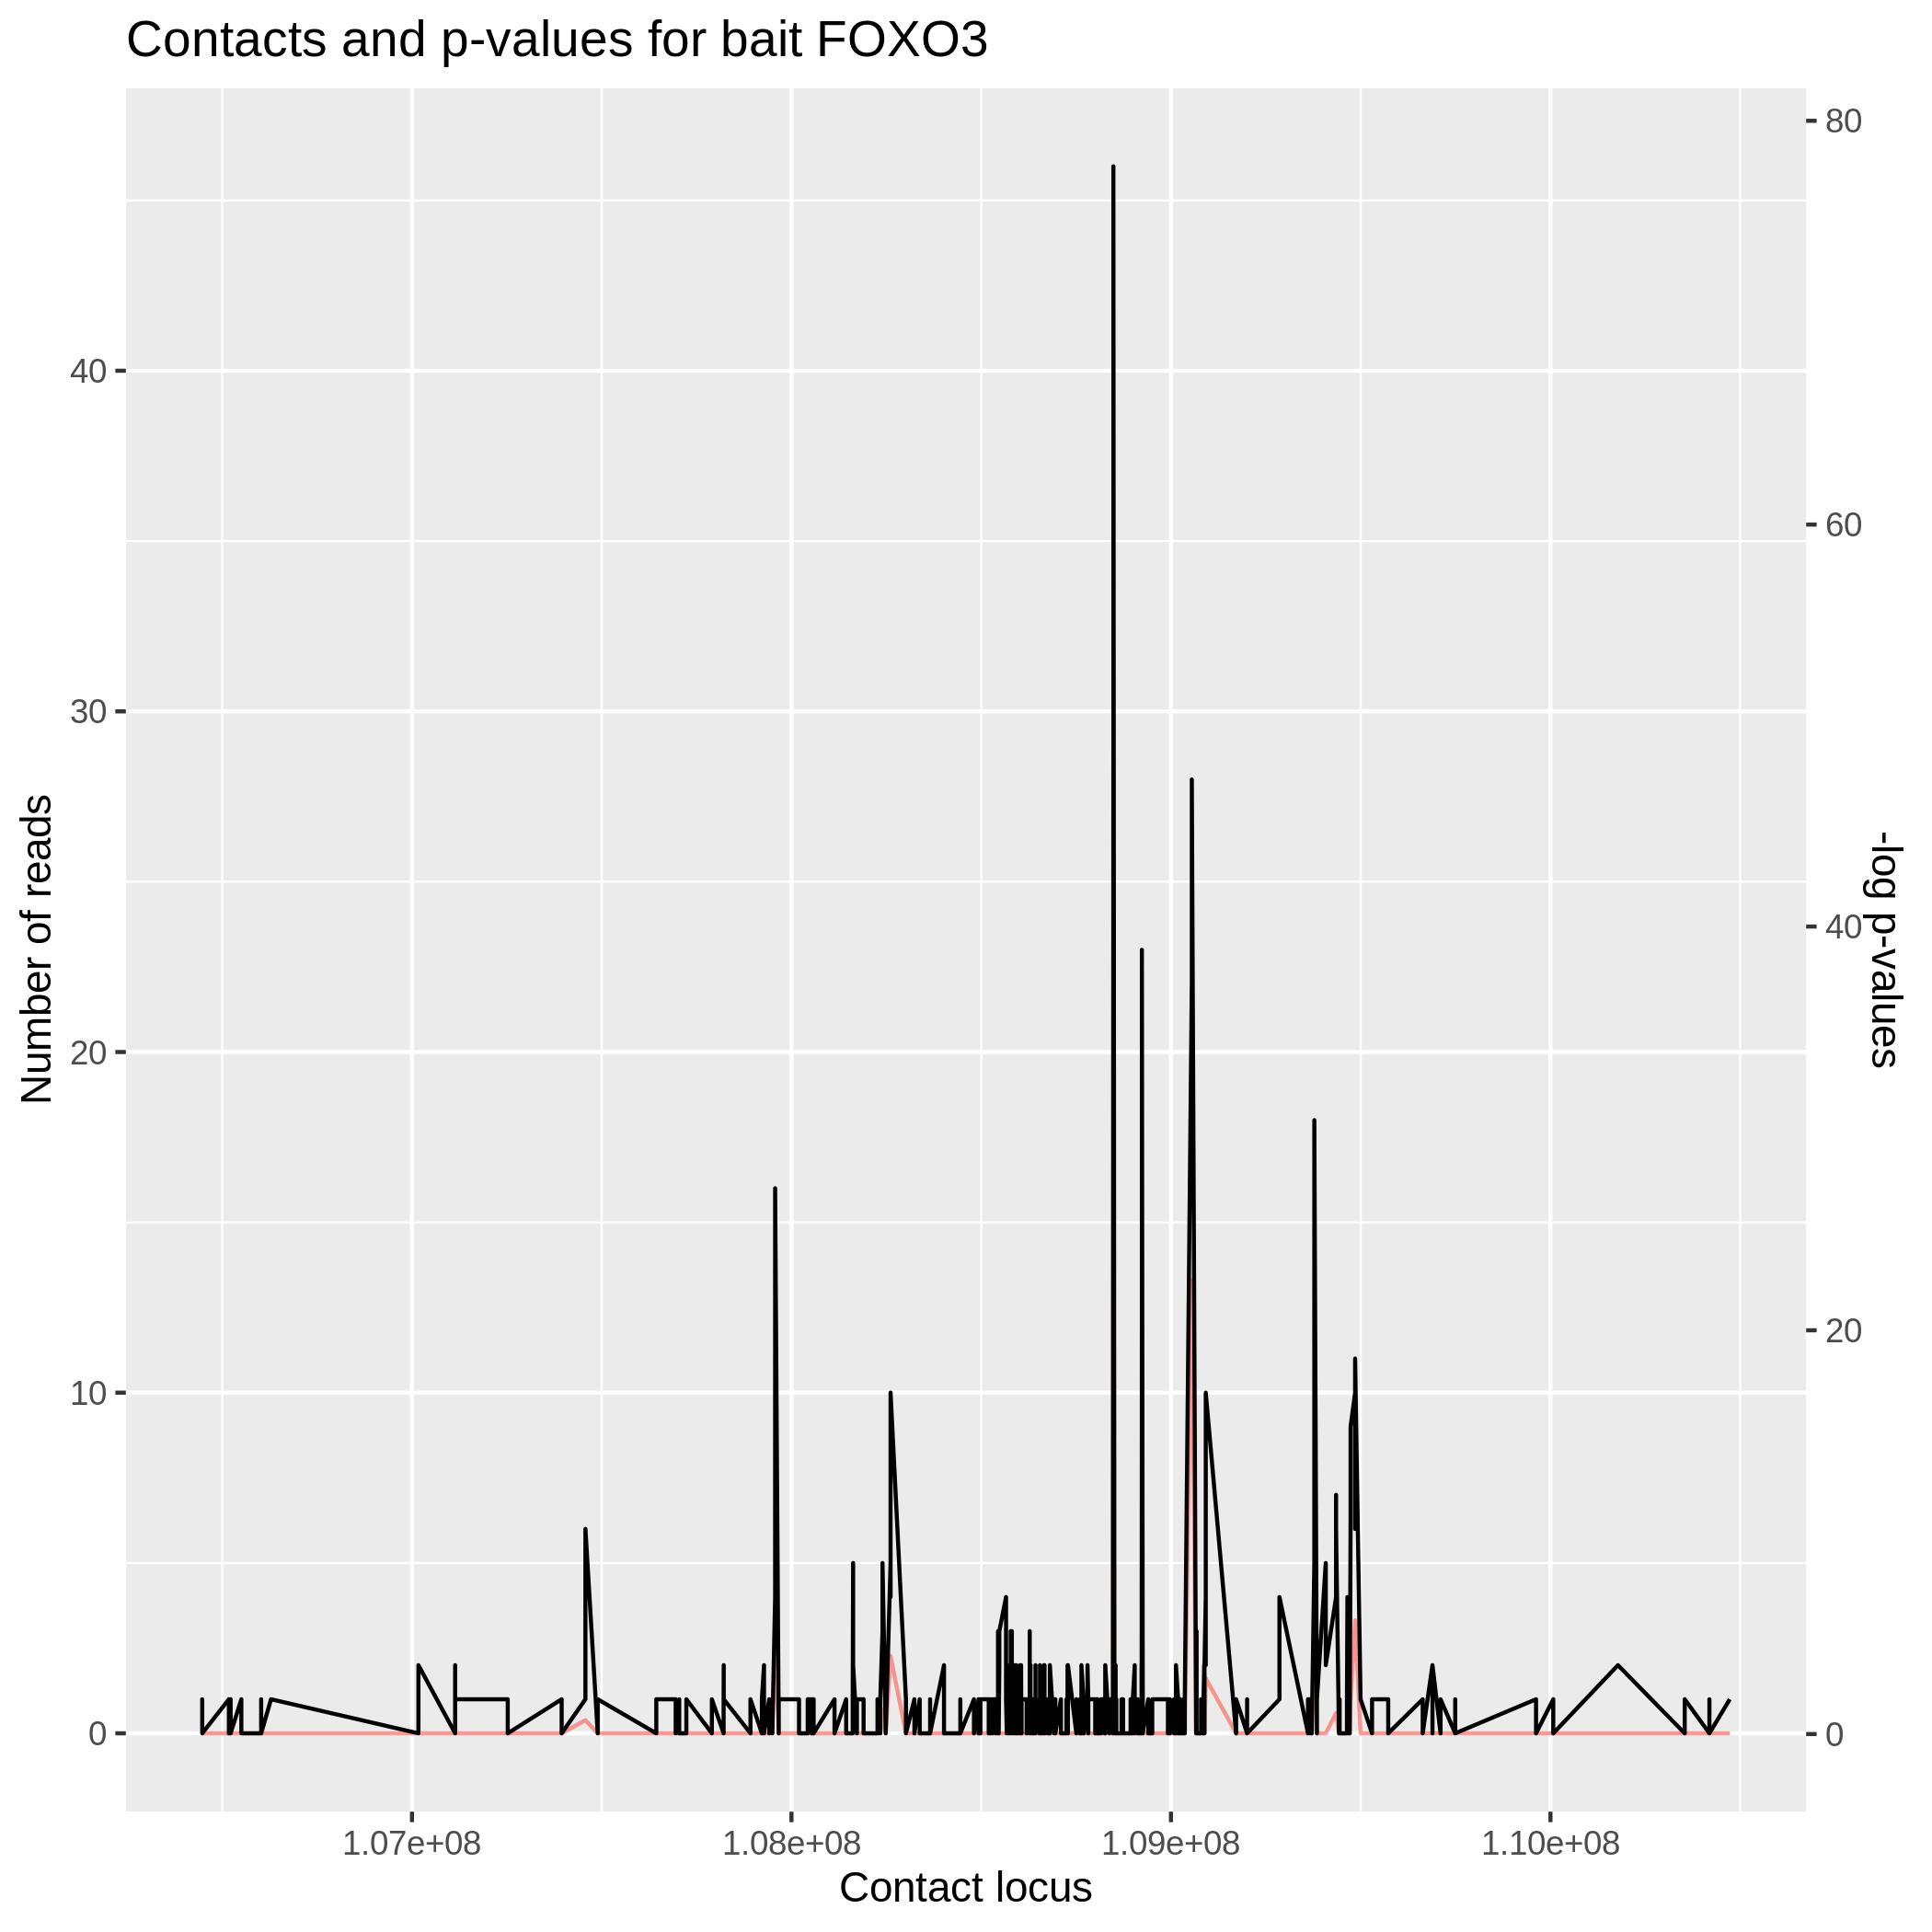 Contacts and p-values for bait FOXO3
Number of reads
40
30
20
10
0
80
60
40
20
0
-log p-values
1.07e+08
1.08e+08
1.09e+08
1.10e+08
Contact locus